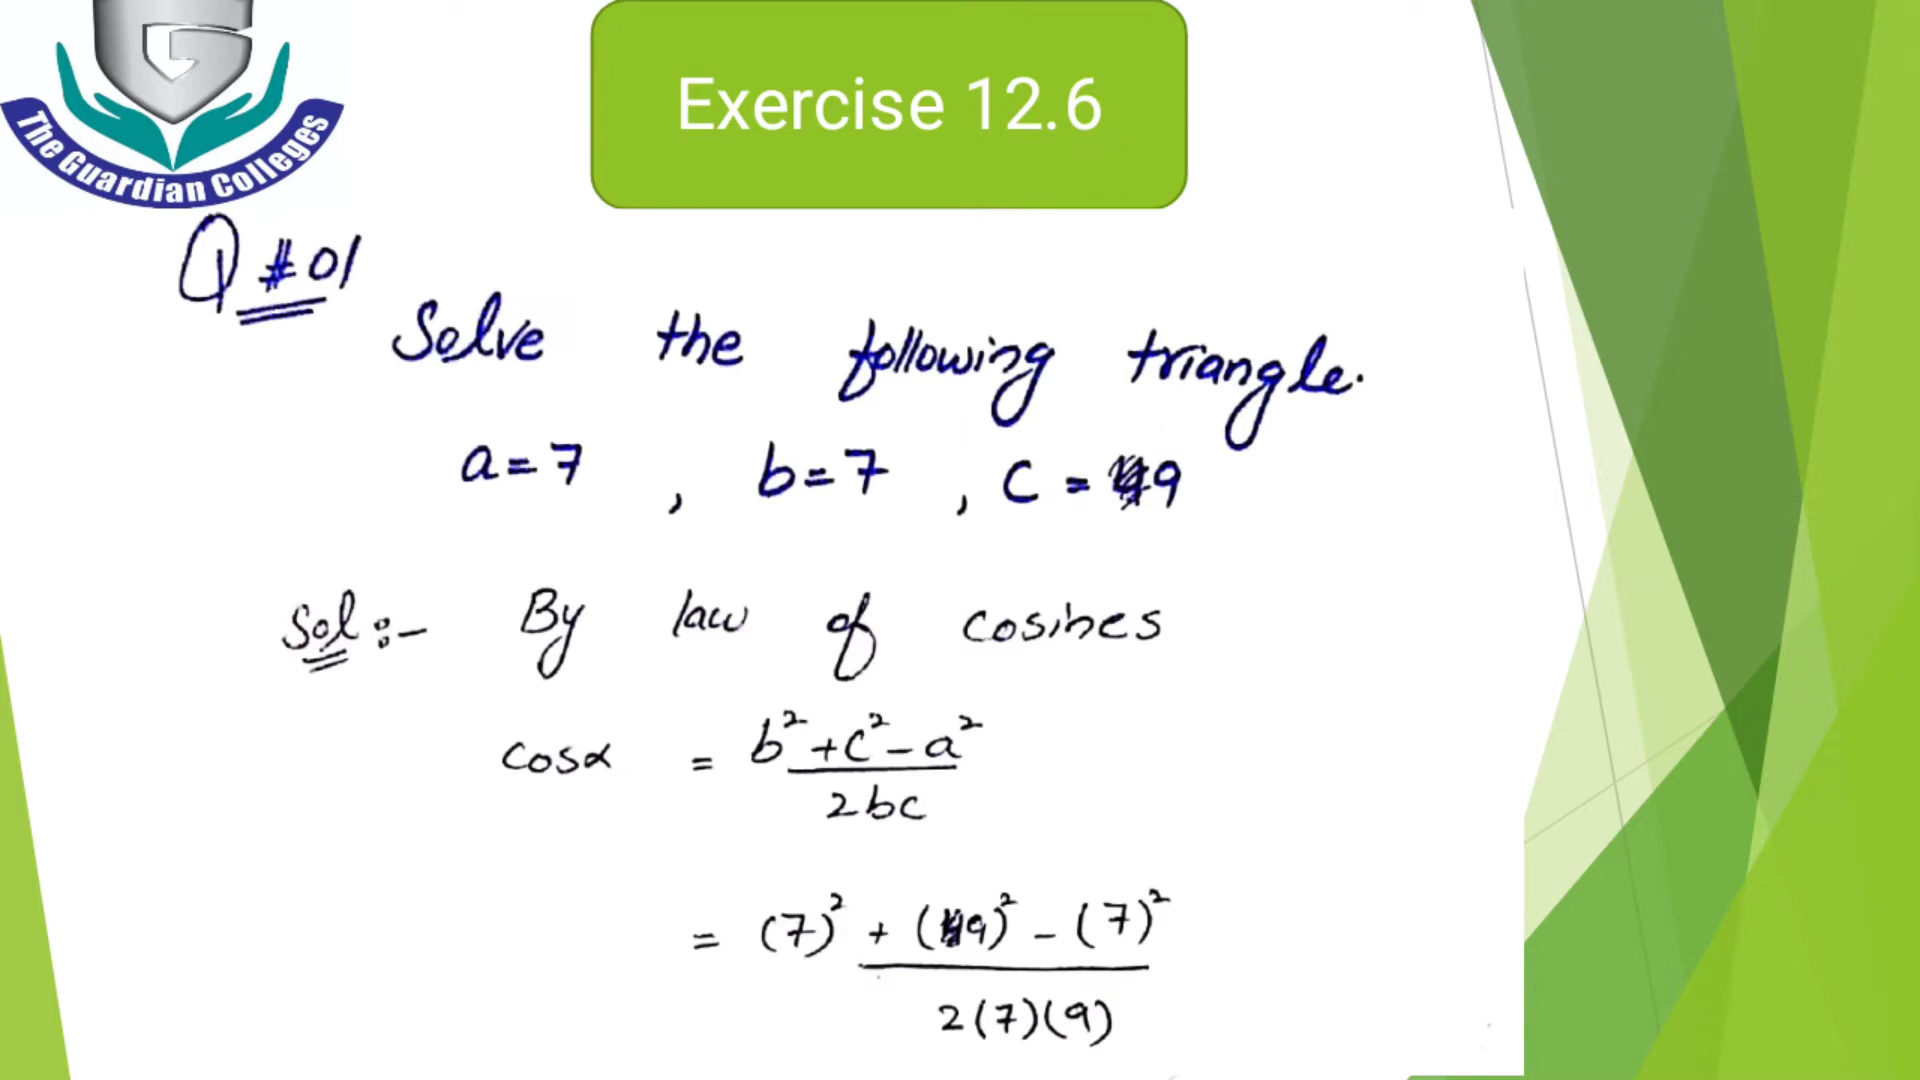 The Guardian Colleges
Exercise 12.6
Q #01
Solve the following triangle.
a = 7 , b = 7 , c = 9
Sol :- By law of cosines
cosα = b² + c² - a² / 2bc
= (7)² + (9)² - (7)² / 2(7)(9)